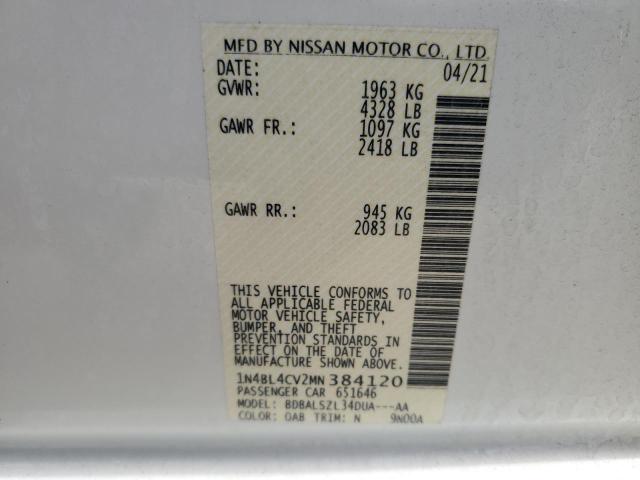 MFD BY NISSAN MOTOR CO., LTD.
DATE: 04/21
GVWR: 1963 KG
4328 LB
GAWR FR.: 1097 KG
2418 LB
GAWR RR.: 945 KG
2083 LB
THIS VEHICLE CONFORMS TO
ALL APPLICABLE FEDERAL
MOTOR VEHICLE SAFETY,
BUMPER, AND THEFT
PREVENTION STANDARDS IN
EFFECT ON THE DATE OF
MANUFACTURE SHOWN ABOVE.
1N4BL4CV2MN384120
PASSENGER CAR 651646
MODEL: BDBALSZL34DUA---AA
COLOR: QAB TRIM: N 9N00A